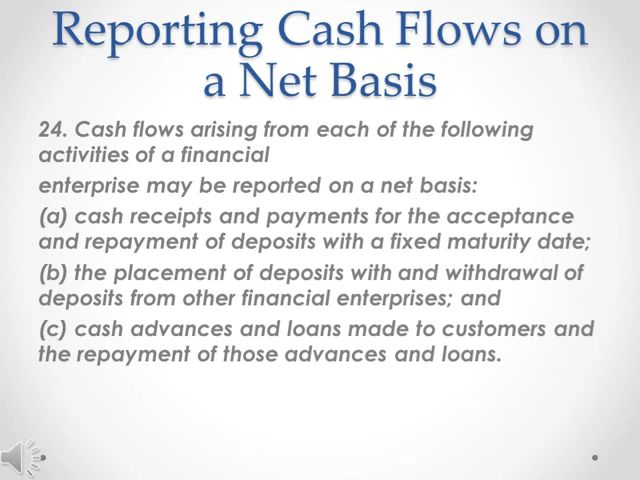 Reporting Cash Flows on
a Net Basis
24. Cash flows arising from each of the following
activities of a financial
enterprise may be reported on a net basis:
(a) cash receipts and payments for the acceptance
and repayment of deposits with a fixed maturity date;
(b) the placement of deposits with and withdrawal of
deposits from other financial enterprises; and
(c) cash advances and loans made to customers and
the repayment of those advances and loans.